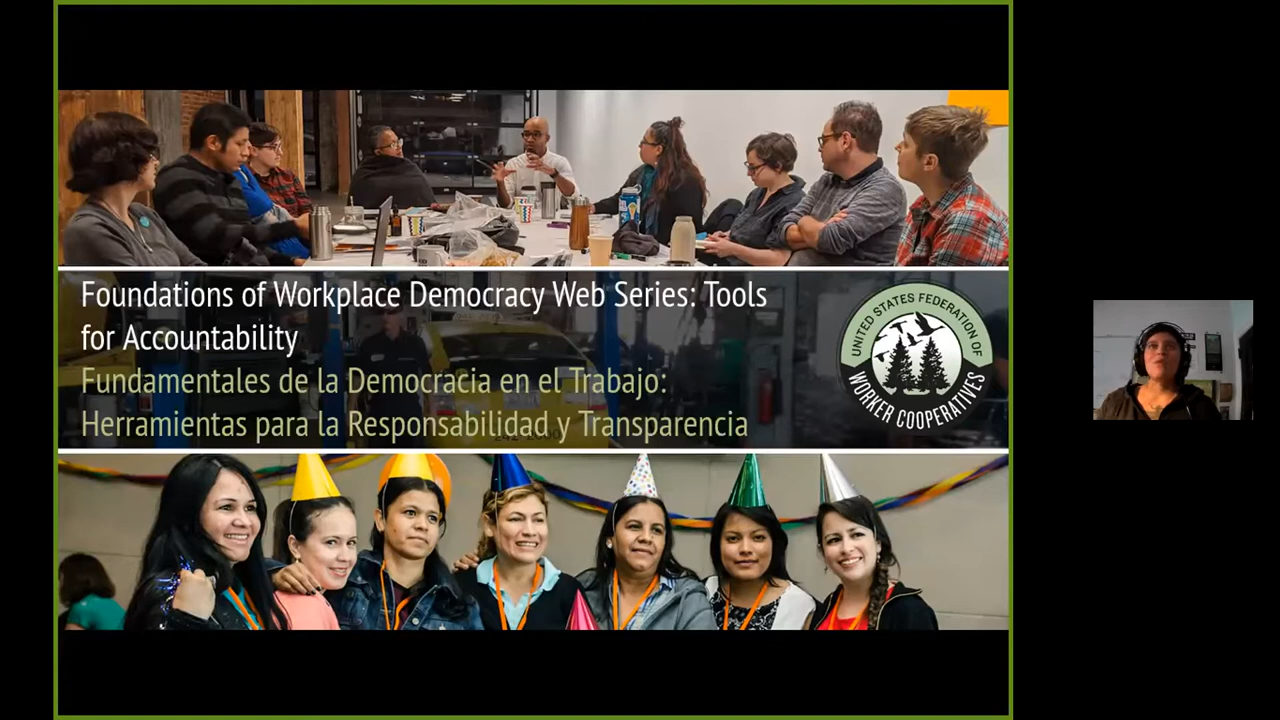 Foundations of Workplace Democracy Web Series: Tools
for Accountability
Fundamentales de la Democracia en el Trabajo:
Herramientas para la Responsabilidad y Transparencia
UNITED STATES FEDERATION OF
WORKER COOPERATIVES